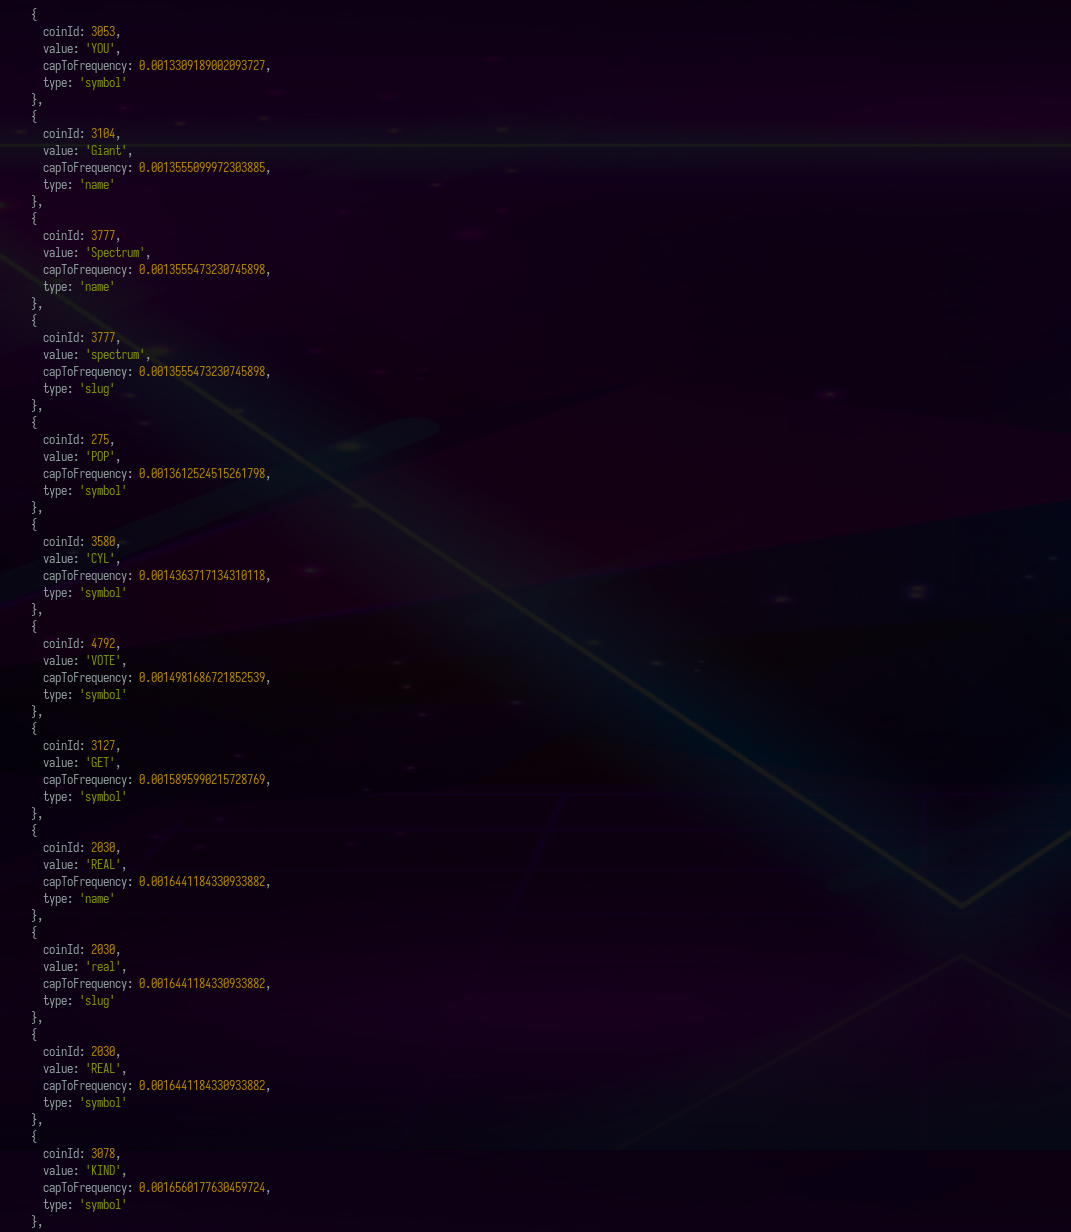 {
coinId: 3053,
value: 'YOU',
capToFrequency: 0.0013309189002093727,
type: 'symbol'
},
{
coinId: 3104,
value: 'Giant',
capToFrequency: 0.0013555099972303885,
type: 'name'
},
{
coinId: 3777,
value: 'Spectrum',
capToFrequency: 0.0013555473230745898,
type: 'name'
},
{
coinId: 3777,
value: 'spectrum',
capToFrequency: 0.0013555473230745898,
type: 'slug'
},
{
coinId: 275,
value: 'POP',
capToFrequency: 0.0013612524515261798,
type: 'symbol'
},
{
coinId: 3580,
value: 'CYL',
capToFrequency: 0.0014363717134310118,
type: 'symbol'
},
{
coinId: 4792,
value: 'VOTE',
capToFrequency: 0.0014981686721852539,
type: 'symbol'
},
{
coinId: 3127,
value: 'GET',
capToFrequency: 0.0015895990215728769,
type: 'symbol'
},
{
coinId: 2030,
value: 'REAL',
capToFrequency: 0.0016441184330933882,
type: 'name'
},
{
coinId: 2030,
value: 'real',
capToFrequency: 0.0016441184330933882,
type: 'slug'
},
{
coinId: 2030,
value: 'REAL',
capToFrequency: 0.0016441184330933882,
type: 'symbol'
},
{
coinId: 3078,
value: 'KIND',
capToFrequency: 0.0016560177630459724,
type: 'symbol'
},